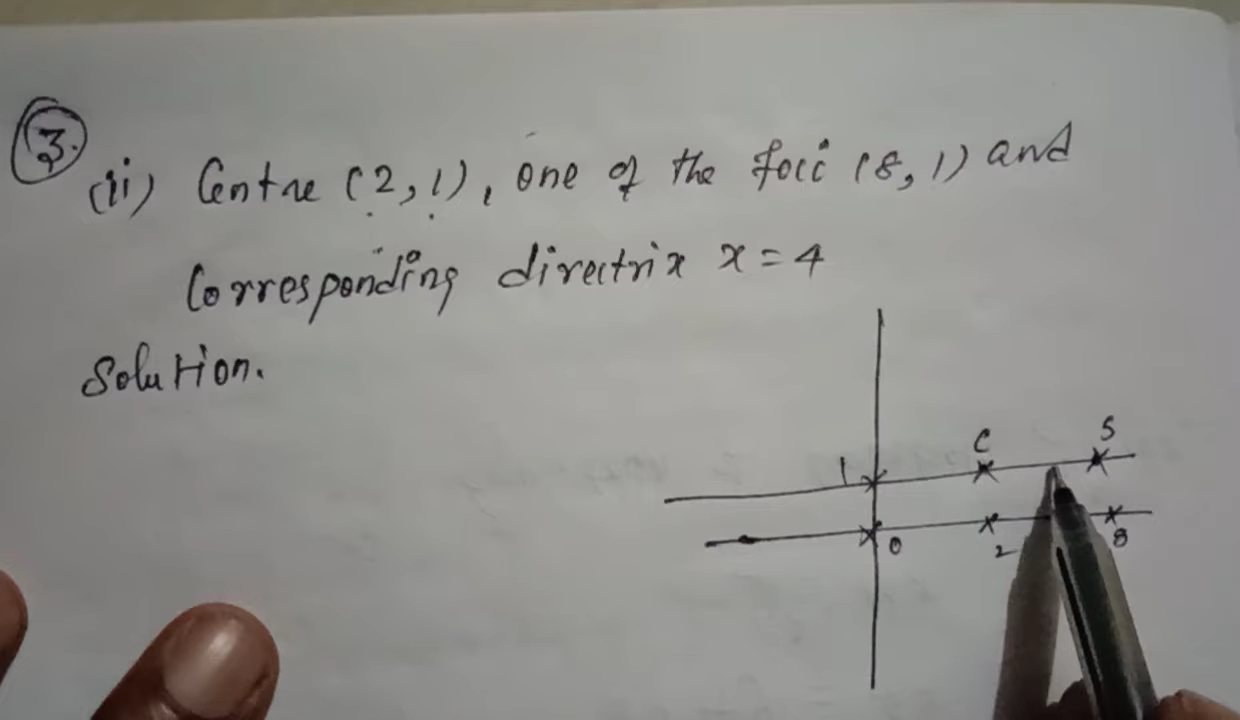 3.
(ii) Centre (2, 1), one of the foci (8, 1) and
Corresponding directrix x = 4
Solution.
C S
1
0 2 8